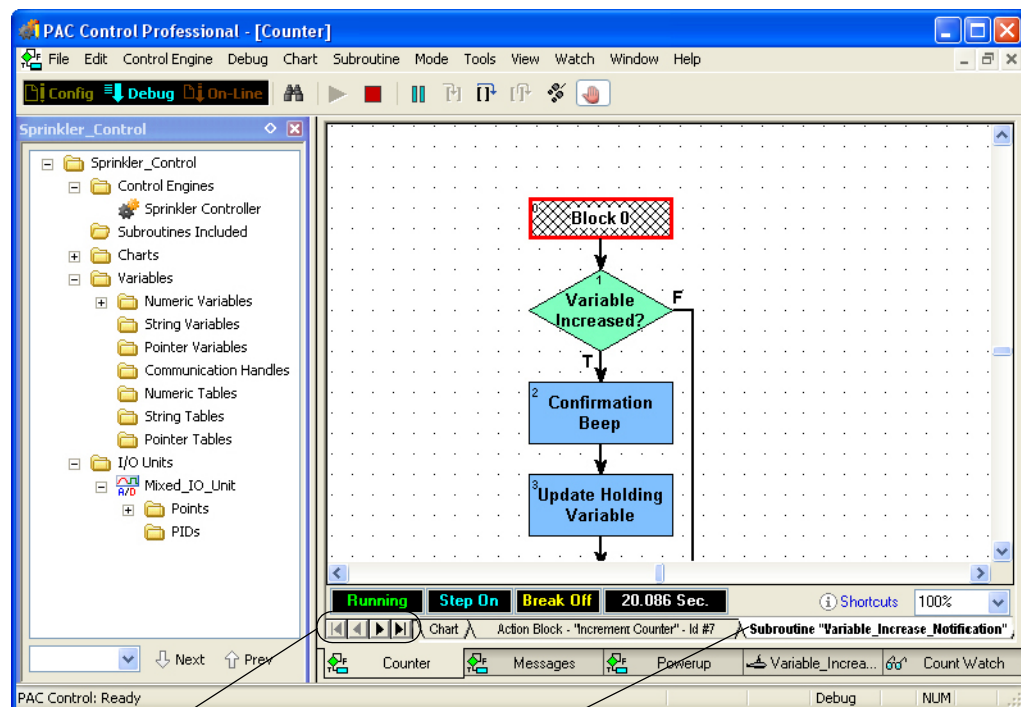 PAC Control Professional - [Counter]
File Edit Control Engine Debug Chart Subroutine Mode Tools View Watch Window Help
Config Debug On-Line
Sprinkler_Control
Sprinkler_Control
Control Engines
Sprinkler Controller
Subroutines Included
Charts
Variables
Numeric Variables
String Variables
Pointer Variables
Communication Handles
Numeric Tables
String Tables
Pointer Tables
I/O Units
A/D Mixed_IO_Unit
Points
PIDs
Next Prev
0
Block 0
1
Variable
Increased?
F
T
2
Confirmation
Beep
3
Update Holding
Variable
Running Step On Break Off 20.086 Sec. Shortcuts 100%
Chart Action Block - "Increment Counter" - Id #7 Subroutine "Variable_Increase_Notification"
Counter Messages Powerup Variable_Increa... Count Watch
PAC Control: Ready Debug NUM